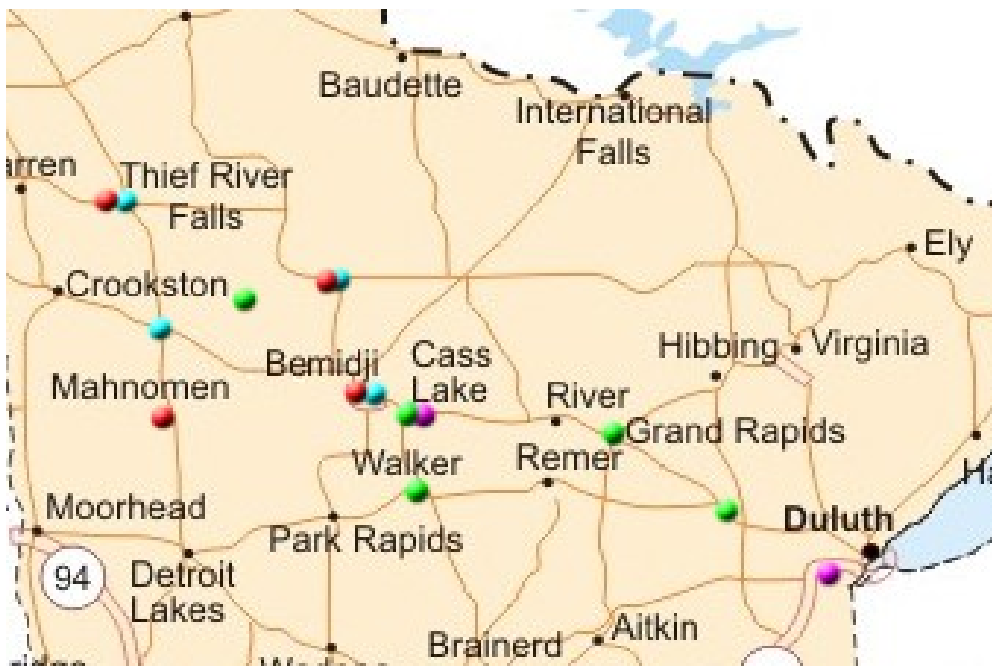 Baudette
International
Falls
arren
Thief River
Falls
Ely
Crookston
Hibbing
Virginia
Bemidji
Cass
Lake
Mahnomen
River
Grand Rapids
Walker
Remer
Moorhead
Duluth
Park Rapids
94
Detroit
Lakes
Brainerd
Aitkin
Ha